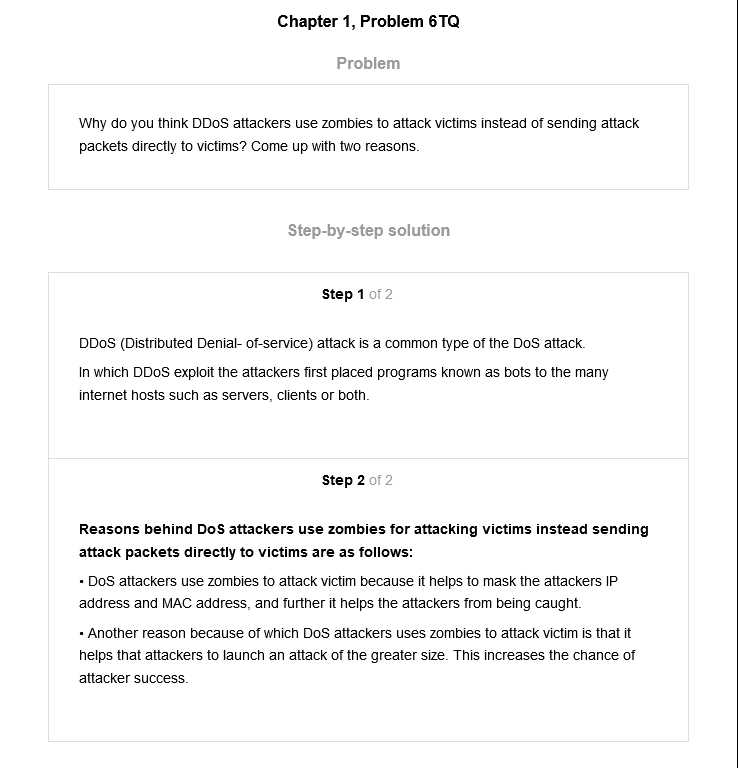 Chapter 1, Problem 6TQ
Problem
Why do you think DDoS attackers use zombies to attack victims instead of sending attack
packets directly to victims? Come up with two reasons.
Step-by-step solution
Step 1 of 2
DDoS (Distributed Denial- of-service) attack is a common type of the DoS attack.
In which DDoS exploit the attackers first placed programs known as bots to the many
internet hosts such as servers, clients or both.
Step 2 of 2
Reasons behind DoS attackers use zombies for attacking victims instead sending
attack packets directly to victims are as follows:
• DoS attackers use zombies to attack victim because it helps to mask the attackers IP
address and MAC address, and further it helps the attackers from being caught.
• Another reason because of which DoS attackers uses zombies to attack victim is that it
helps that attackers to launch an attack of the greater size. This increases the chance of
attacker success.